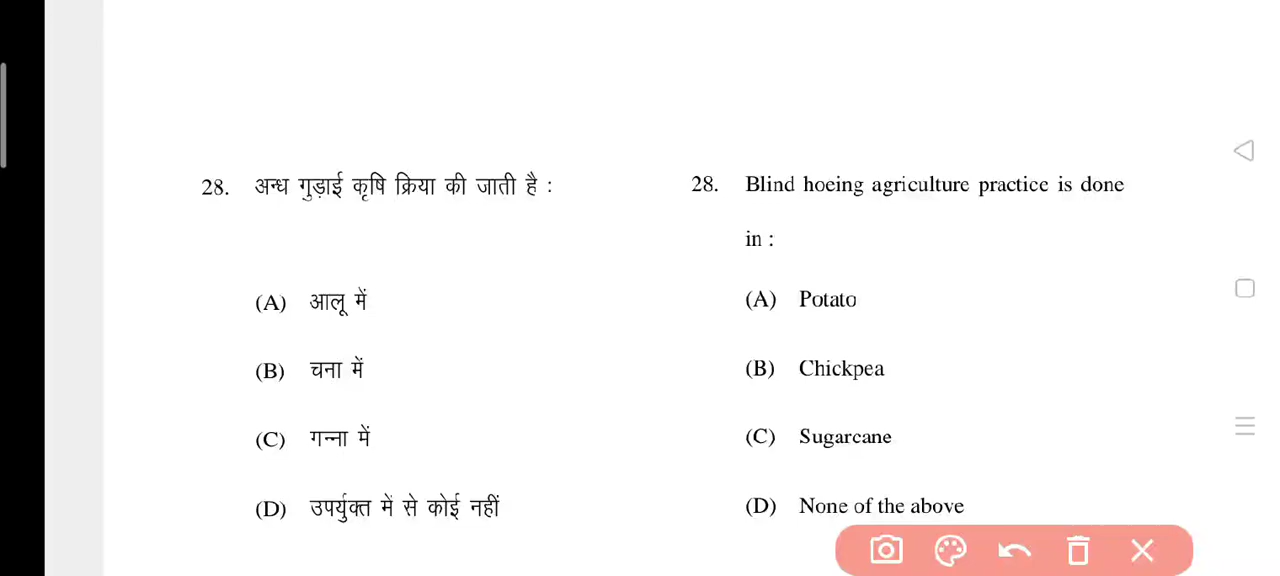 28. अन्ध गुड़ाई कृषि क्रिया की जाती है :
(A) आलू में
(B) चना में
(C) गन्ना में
(D) उपर्युक्त में से कोई नहीं
28. Blind hoeing agriculture practice is done
in :
(A) Potato
(B) Chickpea
(C) Sugarcane
(D) None of the above